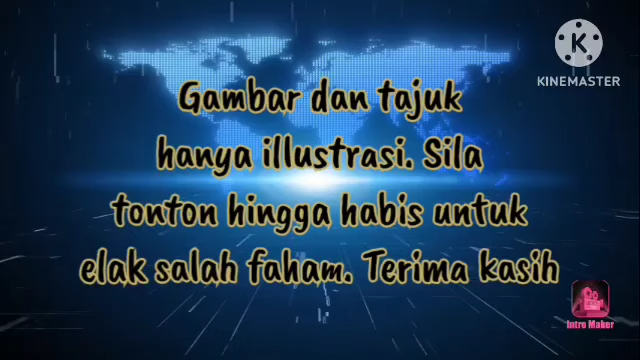 KINEMASTER
Gambar dan tajuk
hanya illustrasi. Sila
tonton hingga habis untuk
elak salah faham. Terima kasih
Intro Maker